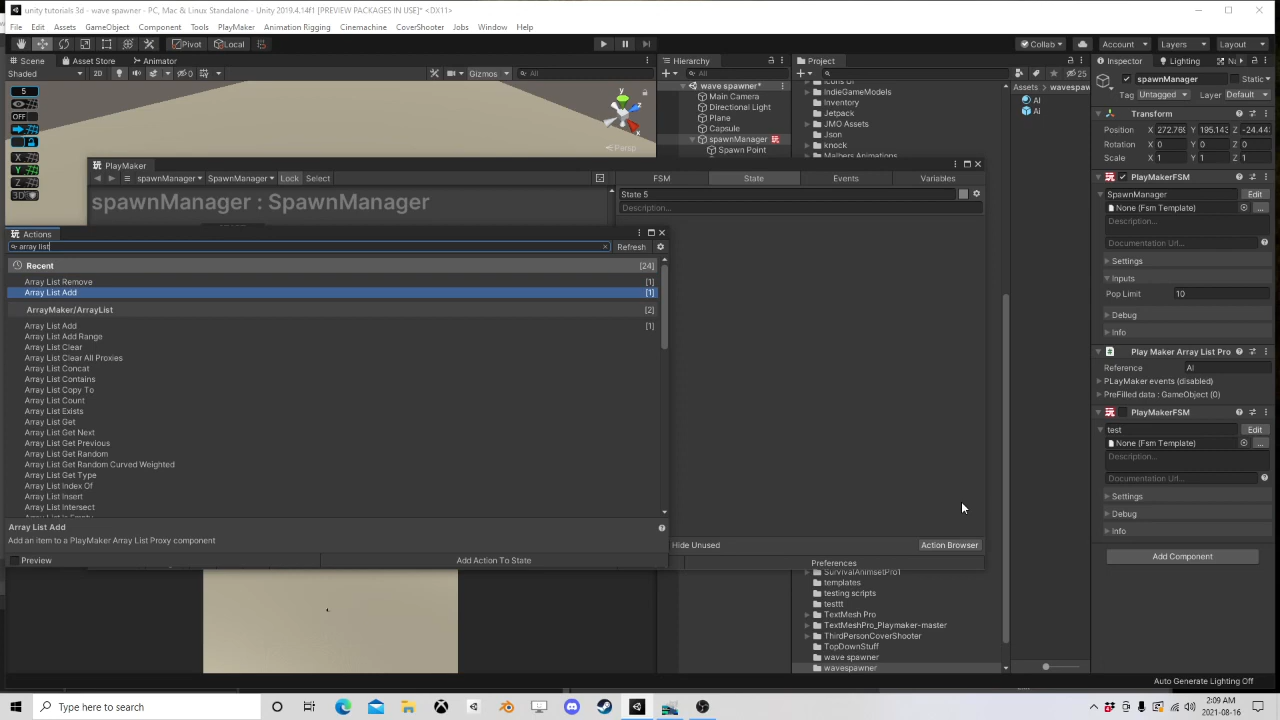 unity tutorials 3d - wave spawner - PC, Mac & Linux Standalone - Unity 2019.4.14f1 [PREVIEW PACKAGES IN USE]* <DX11>
File Edit Assets GameObject Component Tools PlayMaker Animation Rigging Cinemachine CoverShooter Jobs Window Help
Pivot Local Collab Account Layers Layout
Scene Asset Store Animator Hierarchy Project Inspector Lighting
Shaded 2D 0 Gizmos All All 25
spawnManager Static
Tag Untagged Layer Default
5
OFF
X
Y
Z
3D
y
x
Persp
wave spawner*
Main Camera
Directional Light
Plane
Capsule
spawnManager
Spawn Point
IndieGameModels
Inventory
Jetpack
JMO Assets
Json
knock
Malbers Animations
Assets wavespaw
AI
Ai
Transform
Position X 272.769 Y 195.143 Z -24.44
Rotation X 0 Y 0 Z 0
Scale X 1 Y 1 Z 1
PlayMakerFSM
SpawnManager Edit
None (Fsm Template) ...
Description...
Documentation Url...
Settings
Inputs
Pop Limit 10
Debug
Info
Play Maker Array List Pro
Reference AI
PLayMaker events (disabled)
PreFilled data : GameObject (0)
PlayMakerFSM
test Edit
None (Fsm Template) ...
Description...
Documentation Url...
Settings
Debug
Info
Add Component
PlayMaker
spawnManager SpawnManager Lock Select
FSM State Events Variables
spawnManager : SpawnManager
State 5
Description...
Actions
array list Refresh
Recent [24]
Array List Remove [1]
Array List Add [1]
ArrayMaker/ArrayList [2]
Array List Add [1]
Array List Add Range
Array List Clear
Array List Clear All Proxies
Array List Concat
Array List Contains
Array List Copy To
Array List Count
Array List Exists
Array List Get
Array List Get Next
Array List Get Previous
Array List Get Random
Array List Get Random Curved Weighted
Array List Get Type
Array List Index Of
Array List Insert
Array List Intersect
Array List Add
Add an item to a PlayMaker Array List Proxy component
Preview Add Action To State
Hide Unused Action Browser
Preferences
SurvivalAnimsetPro1
templates
testing scripts
testtt
TextMesh Pro
TextMeshPro_Playmaker-master
ThirdPersonCoverShooter
TopDownStuff
wave spawner
wavespawner
Auto Generate Lighting Off
Type here to search
2:09 AM
2021-08-16